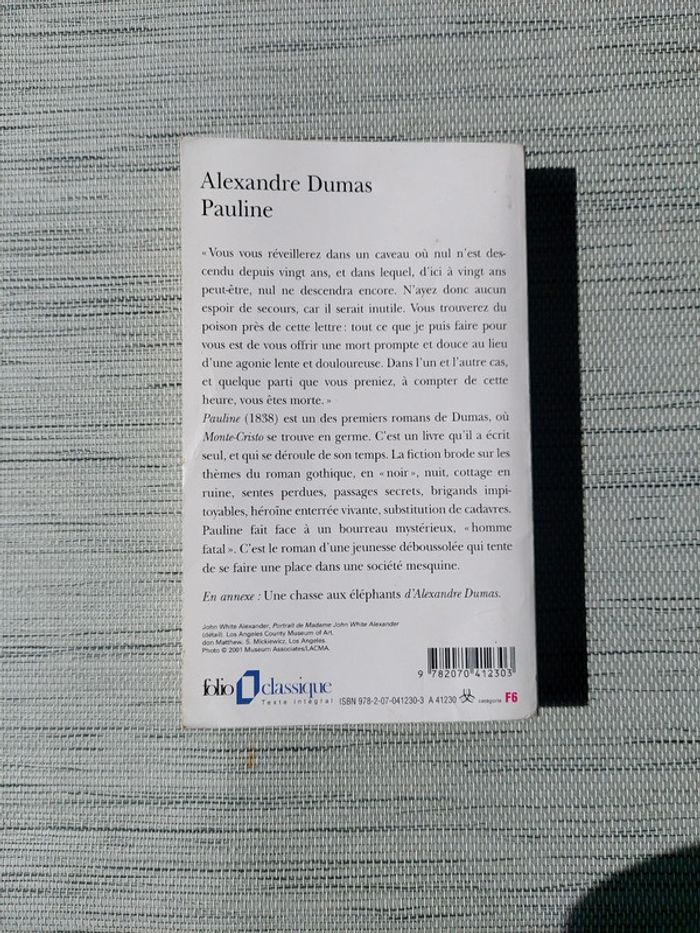 Alexandre Dumas
Pauline
« Vous vous réveillerez dans un caveau où nul n'est des-
cendu depuis vingt ans, et dans lequel, d'ici à vingt ans
peut-être, nul ne descendra encore. N'ayez donc aucun
espoir de secours, car il serait inutile. Vous trouverez du
poison près de cette lettre : tout ce que je puis faire pour
vous est de vous offrir une mort prompte et douce au lieu
d'une agonie lente et douloureuse. Dans l'un et l'autre cas,
et quelque parti que vous preniez, à compter de cette
heure, vous êtes morte. »
Pauline (1838) est un des premiers romans de Dumas, où
Monte-Cristo se trouve en germe. C'est un livre qu'il a écrit
seul, et qui se déroule de son temps. La fiction brode sur les
thèmes du roman gothique, en « noir », nuit, cottage en
ruine, sentes perdues, passages secrets, brigands impi-
toyables, héroïne enterrée vivante, substitution de cadavres.
Pauline fait face à un bourreau mystérieux, « homme
fatal ». C'est le roman d'une jeunesse déboussolée qui tente
de se faire une place dans une société mesquine.
En annexe : Une chasse aux éléphants d'Alexandre Dumas.
John White Alexander, Portrait de Madame John White Alexander
(détail). Los Angeles County Museum of Art,
don Matthew, S. Mickiewicz, Los Angeles.
Photo © 2001 Museum Associates/LACMA.
9 782070 412303
folio classique
Texte intégral
ISBN 978-2-07-041230-3 A 41230 catégorie F6